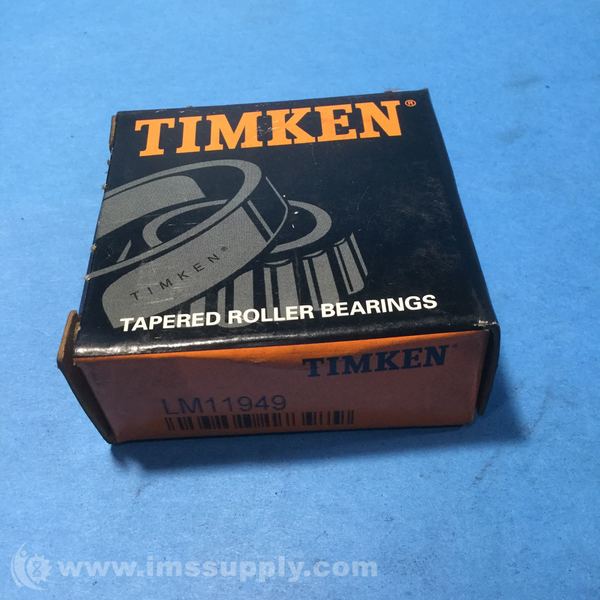 TIMKEN®
TIMKEN®
TAPERED ROLLER BEARINGS
TIMKEN
LM11949
www.imssupply.com